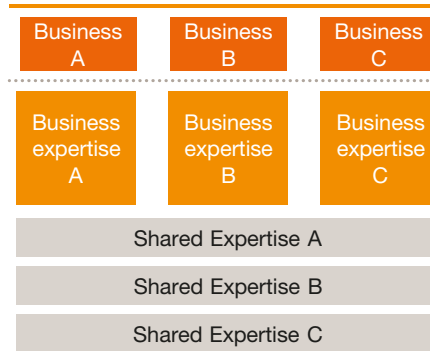 Business
A
Business
B
Business
C
Business
expertise
A
Business
expertise
B
Business
expertise
C
Shared Expertise A
Shared Expertise B
Shared Expertise C